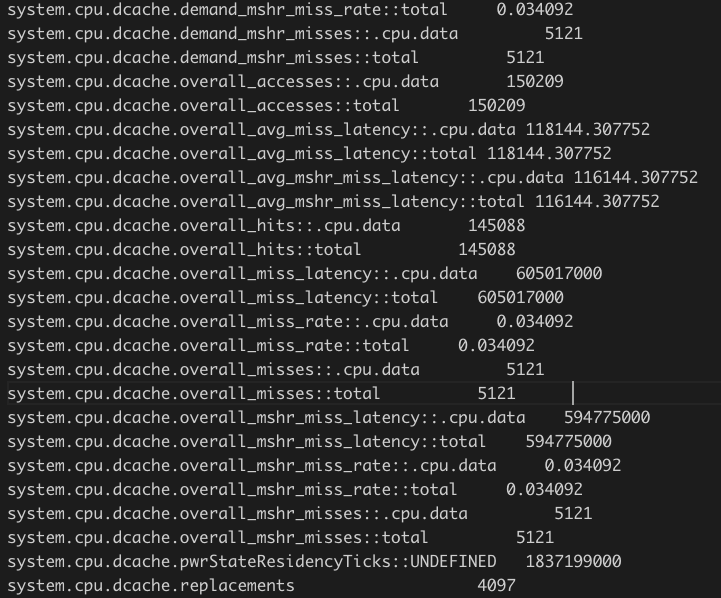 system.cpu.dcache.demand_mshr_miss_rate::total     0.034092
system.cpu.dcache.demand_mshr_misses::.cpu.data         5121
system.cpu.dcache.demand_mshr_misses::total         5121
system.cpu.dcache.overall_accesses::.cpu.data       150209
system.cpu.dcache.overall_accesses::total       150209
system.cpu.dcache.overall_avg_miss_latency::.cpu.data 118144.307752
system.cpu.dcache.overall_avg_miss_latency::total 118144.307752
system.cpu.dcache.overall_avg_mshr_miss_latency::.cpu.data 116144.307752
system.cpu.dcache.overall_avg_mshr_miss_latency::total 116144.307752
system.cpu.dcache.overall_hits::.cpu.data       145088
system.cpu.dcache.overall_hits::total          145088
system.cpu.dcache.overall_miss_latency::.cpu.data    605017000
system.cpu.dcache.overall_miss_latency::total    605017000
system.cpu.dcache.overall_miss_rate::.cpu.data     0.034092
system.cpu.dcache.overall_miss_rate::total     0.034092
system.cpu.dcache.overall_misses::.cpu.data         5121
system.cpu.dcache.overall_misses::total          5121
system.cpu.dcache.overall_mshr_miss_latency::.cpu.data    594775000
system.cpu.dcache.overall_mshr_miss_latency::total    594775000
system.cpu.dcache.overall_mshr_miss_rate::.cpu.data     0.034092
system.cpu.dcache.overall_mshr_miss_rate::total     0.034092
system.cpu.dcache.overall_mshr_misses::.cpu.data         5121
system.cpu.dcache.overall_mshr_misses::total         5121
system.cpu.dcache.pwrStateResidencyTicks::UNDEFINED   1837199000
system.cpu.dcache.replacements                   4097